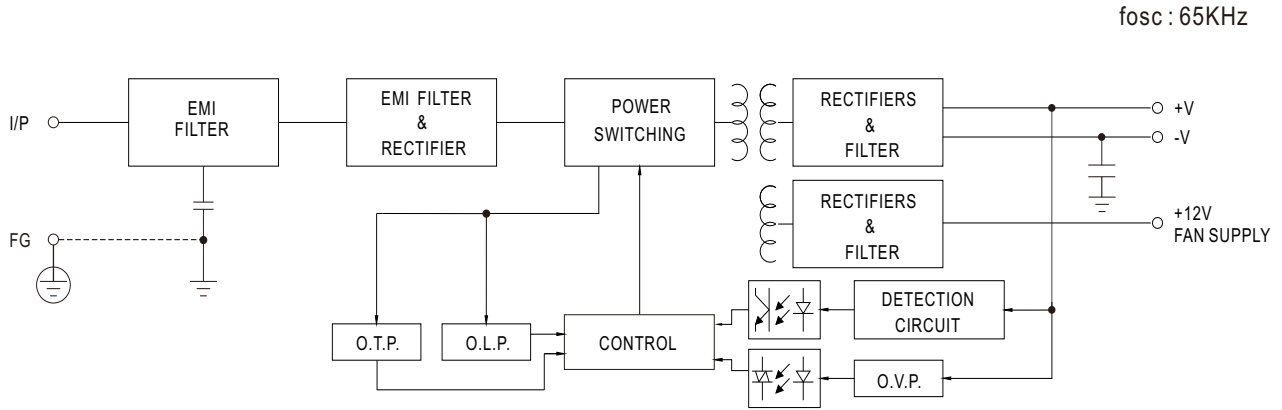 fosc : 65KHz
I/P
EMI
FILTER
EMI FILTER
&
RECTIFIER
POWER
SWITCHING
RECTIFIERS
&
FILTER
+V
-V
RECTIFIERS
&
FILTER
+12V
FAN SUPPLY
FG
DETECTION
CIRCUIT
O.T.P.
O.L.P.
CONTROL
O.V.P.